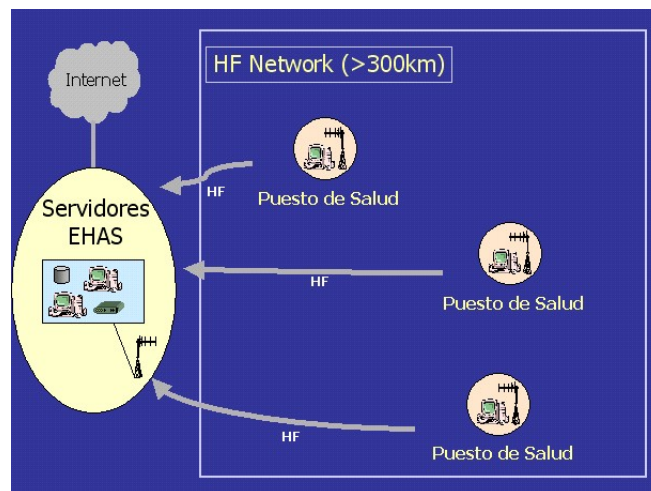 HF Network (>300km)
Internet
HF
Puesto de Salud
Servidores
EHAS
HF
Puesto de Salud
HF
Puesto de Salud